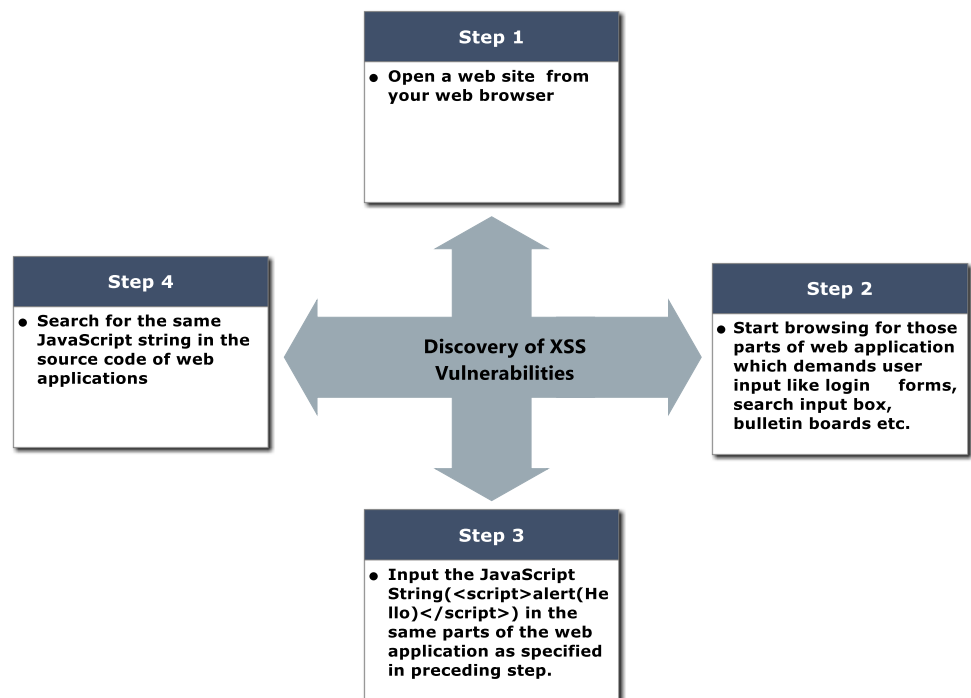 Step 1
● Open a web site from
your web browser
Step 4
● Search for the same
JavaScript string in the
source code of web
applications
Discovery of XSS
Vulnerabilities
Step 2
● Start browsing for those
parts of web application
which demands user
input like login forms,
search input box,
bulletin boards etc.
Step 3
● Input the JavaScript
String(<script>alert(He
llo)</script>) in the
same parts of the web
application as specified
in preceding step.